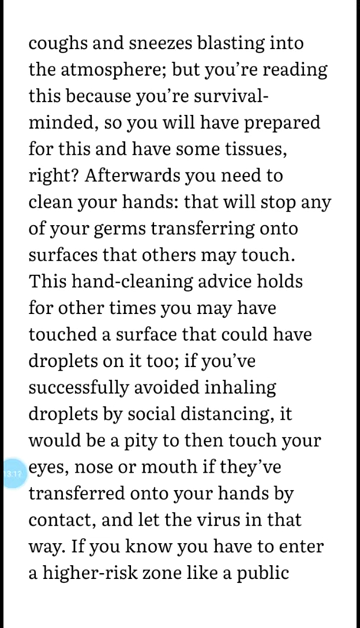 coughs and sneezes blasting into
the atmosphere; but you’re reading
this because you’re survival-
minded, so you will have prepared
for this and have some tissues,
right? Afterwards you need to
clean your hands: that will stop any
of your germs transferring onto
surfaces that others may touch.
This hand-cleaning advice holds
for other times you may have
touched a surface that could have
droplets on it too; if you’ve
successfully avoided inhaling
droplets by social distancing, it
would be a pity to then touch your
eyes, nose or mouth if they’ve
transferred onto your hands by
contact, and let the virus in that
way. If you know you have to enter
a higher-risk zone like a public